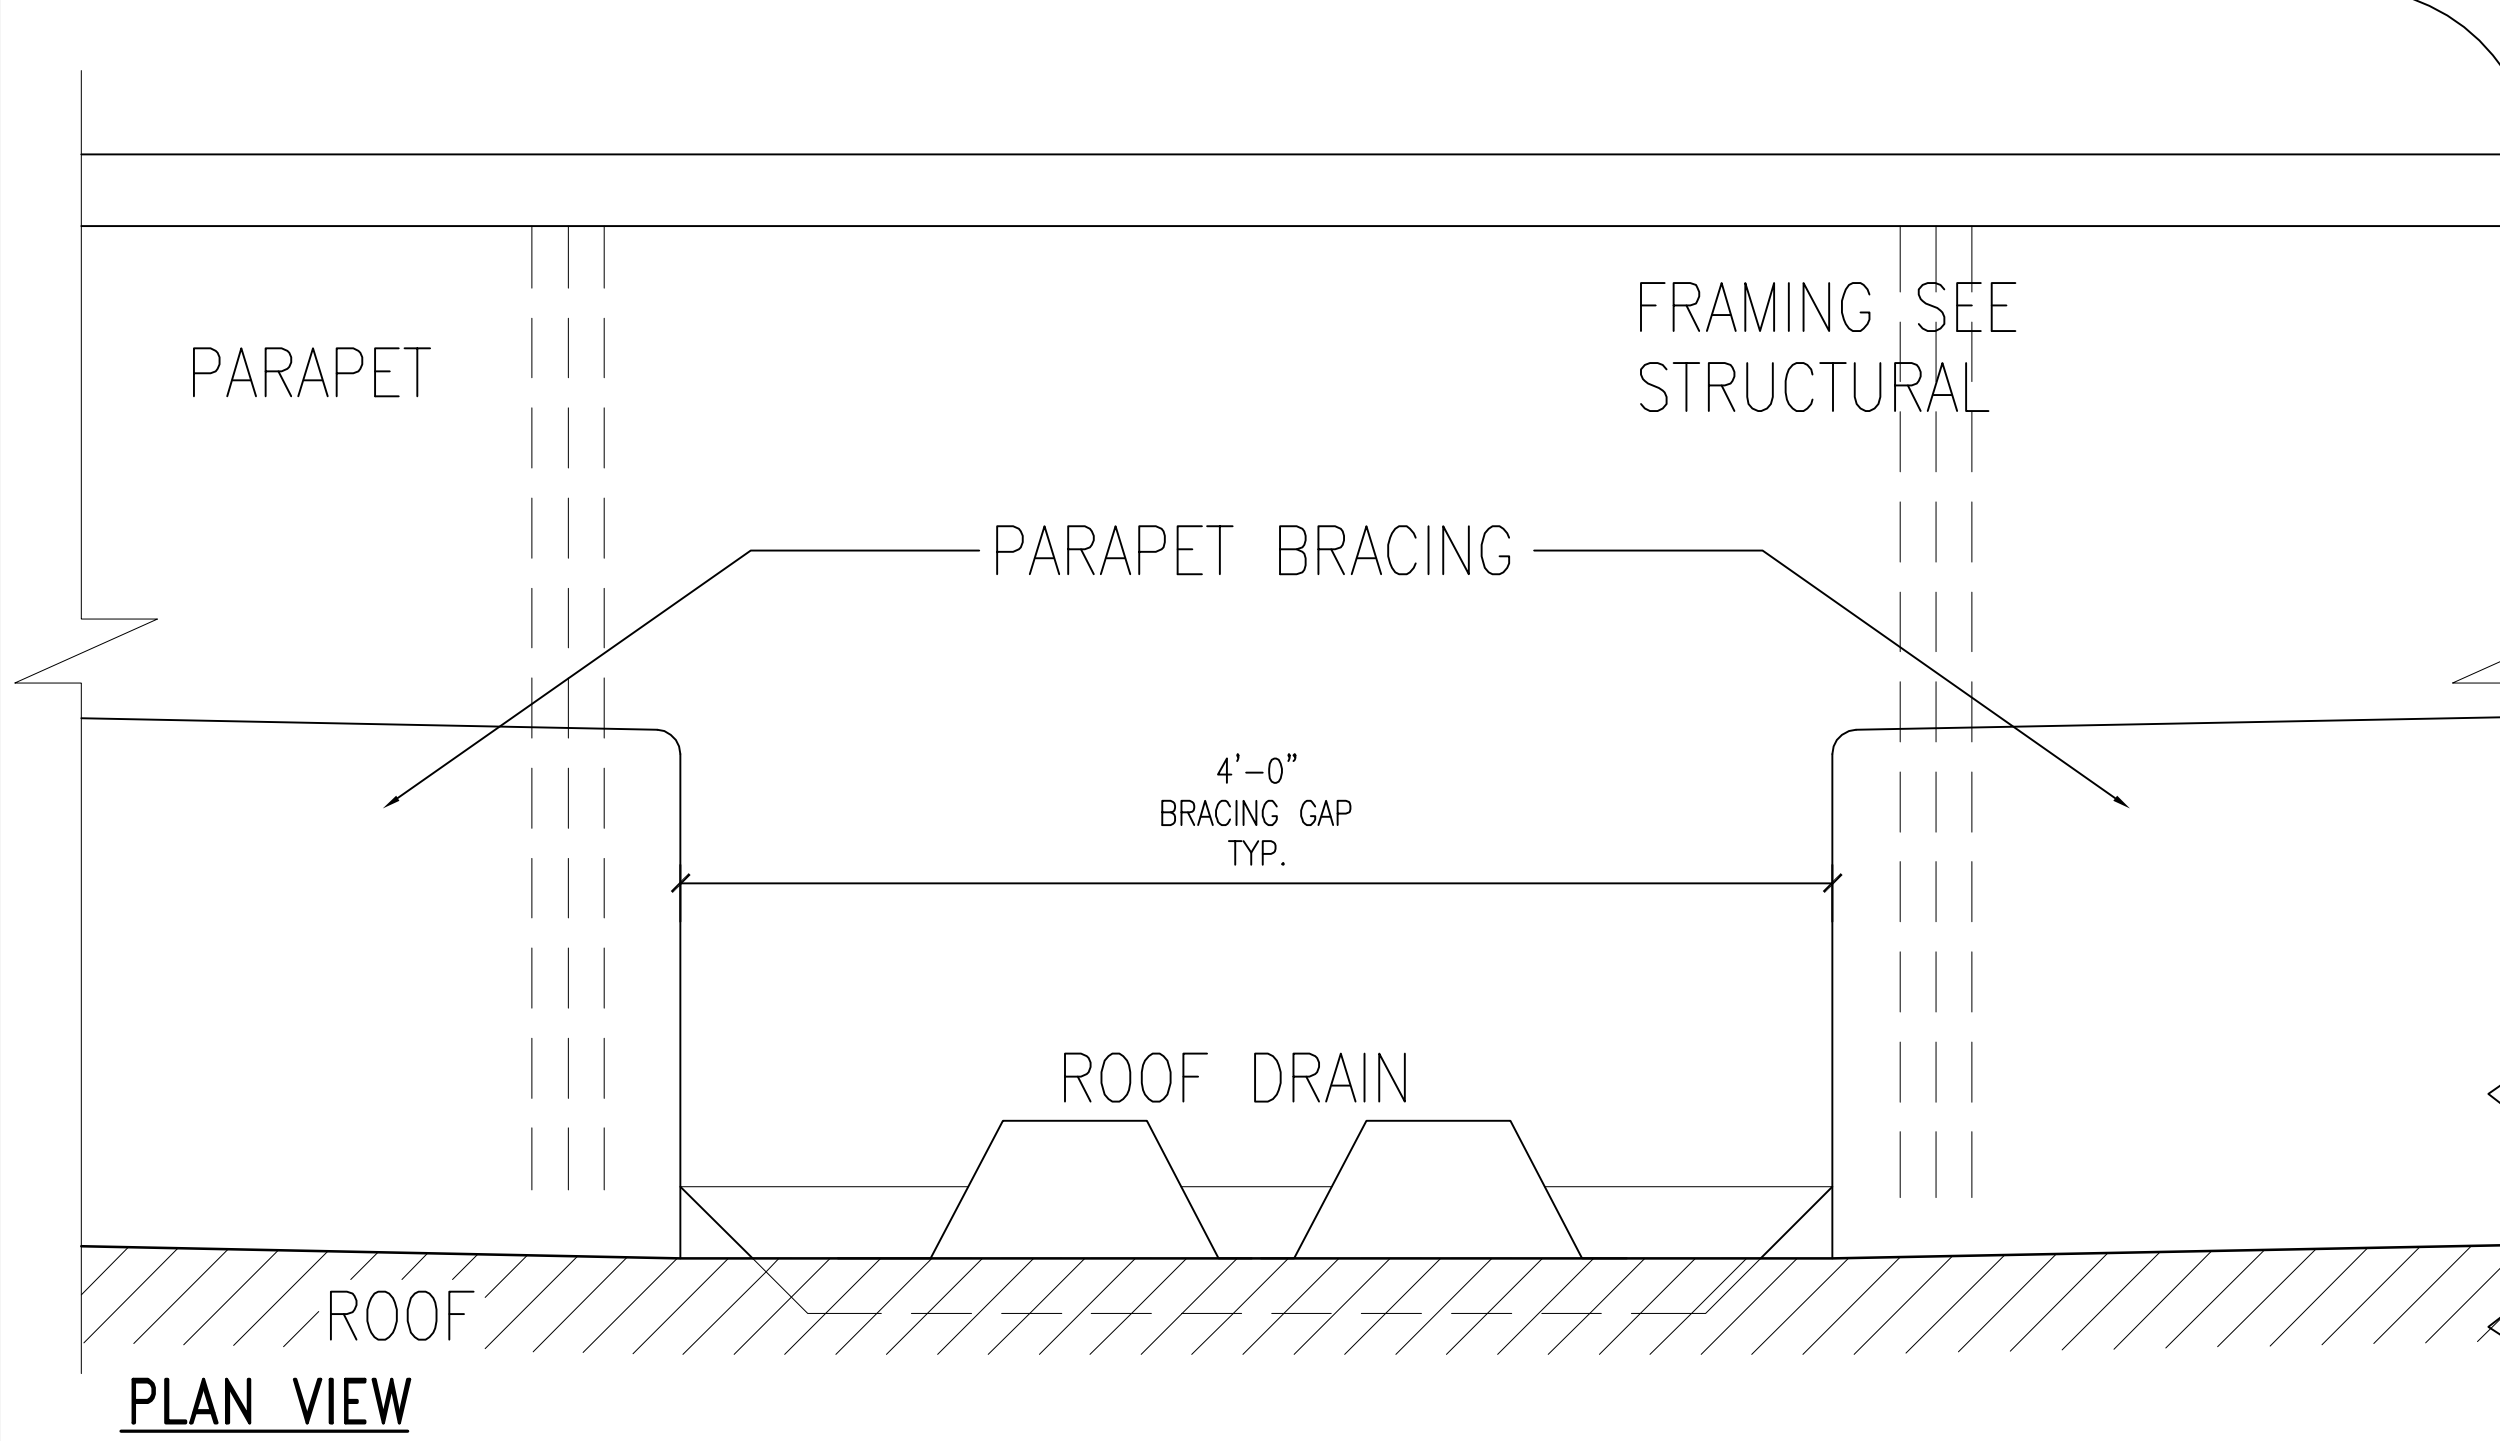 FRAMING SEE
STRUCTURAL
PARAPET
PARAPET BRACING
4'-0"
BRACING GAP
TYP.
ROOF DRAIN
ROOF
PLAN VIEW